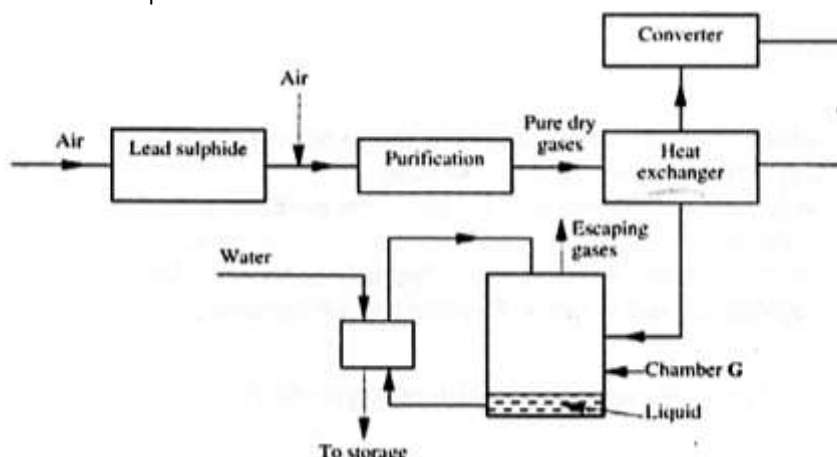 Converter
Air
Air
Lead sulphide
Purification
Pure dry
gases
Heat
exchanger
Escaping
gases
Water
Chamber G
Liquid
To storage